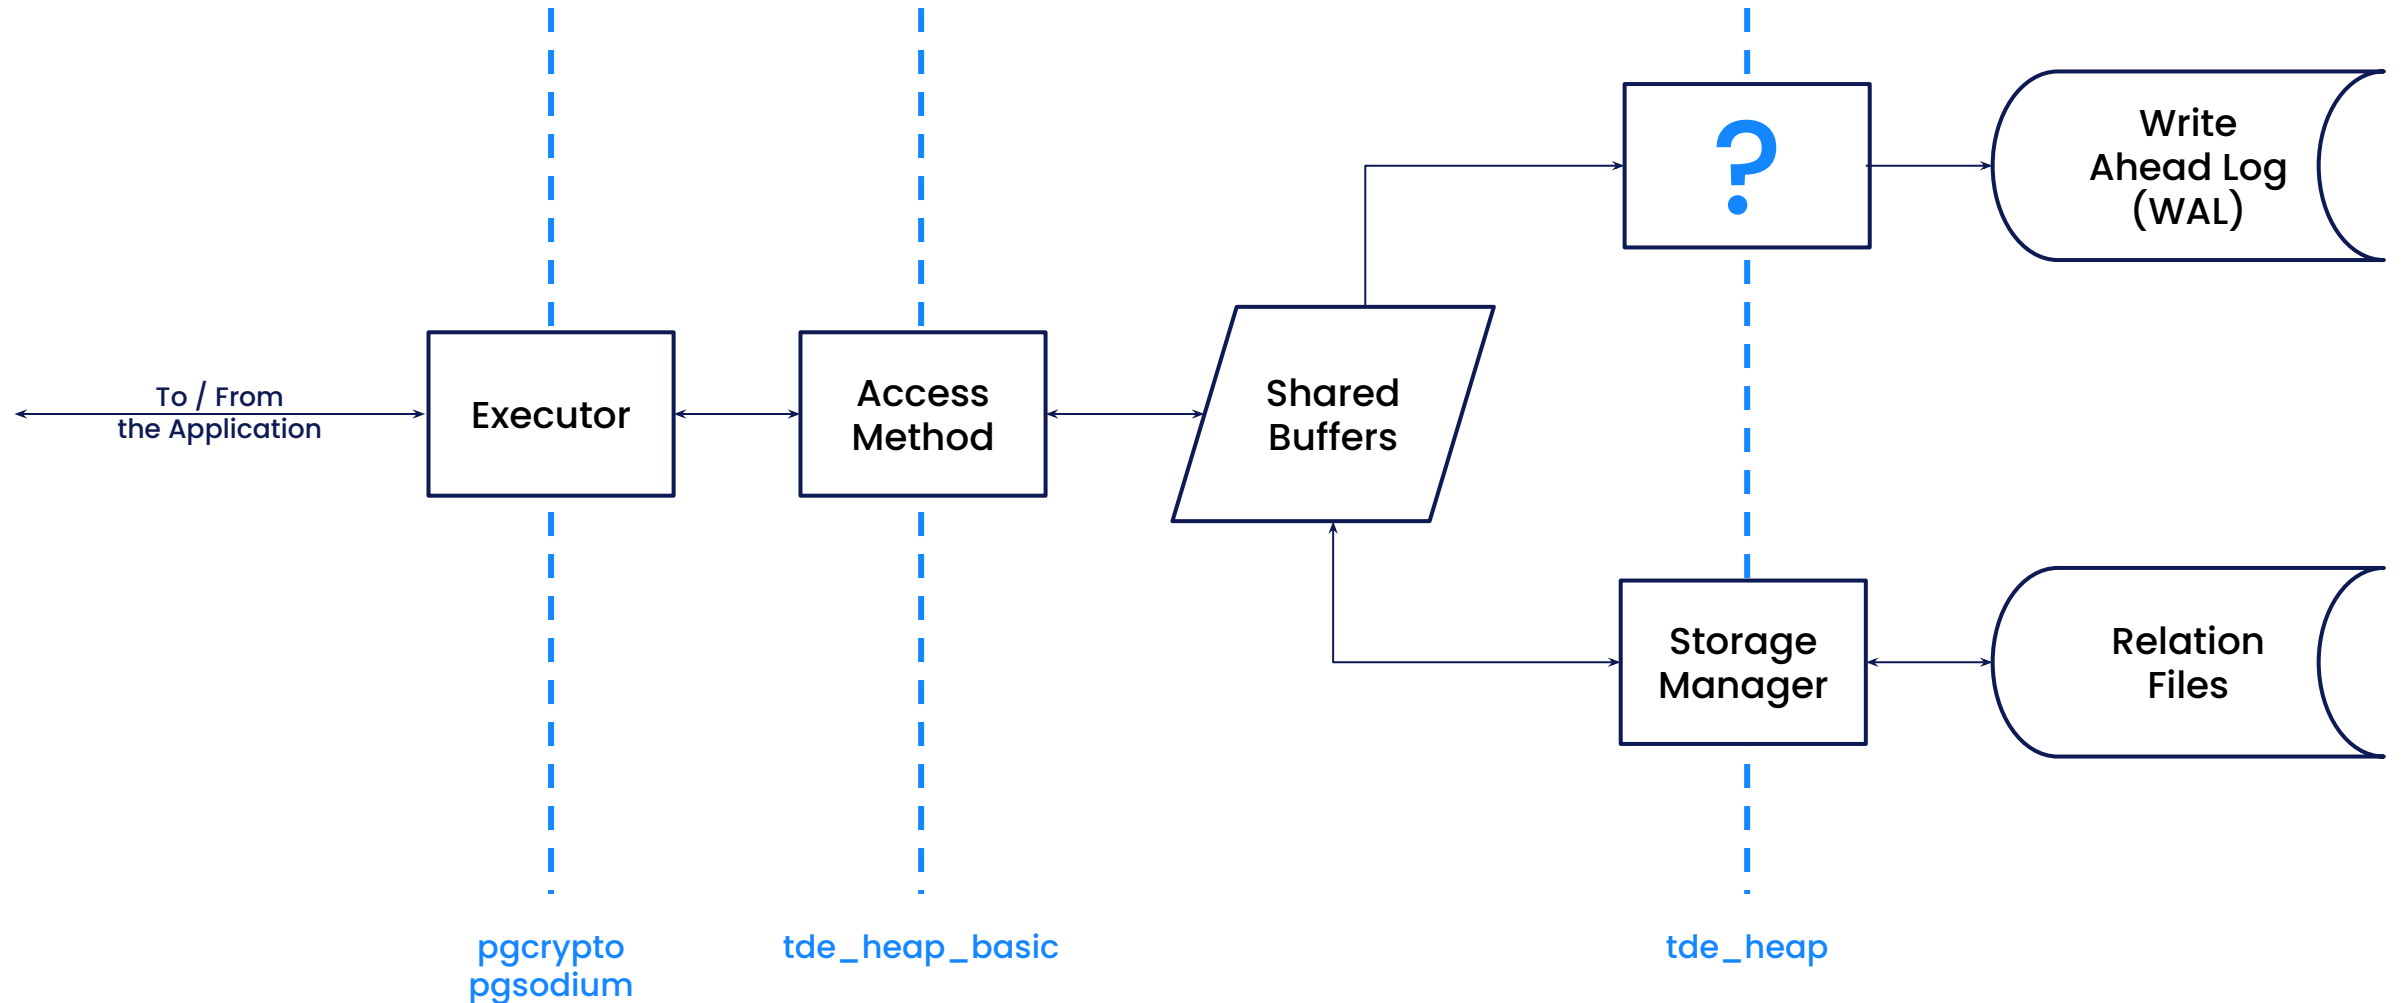 ?
Write
Ahead Log
(WAL)
To / From
the Application
Executor
Access
Method
Shared
Buffers
Storage
Manager
Relation
Files
pgcrypto
pgsodium
tde_heap_basic
tde_heap